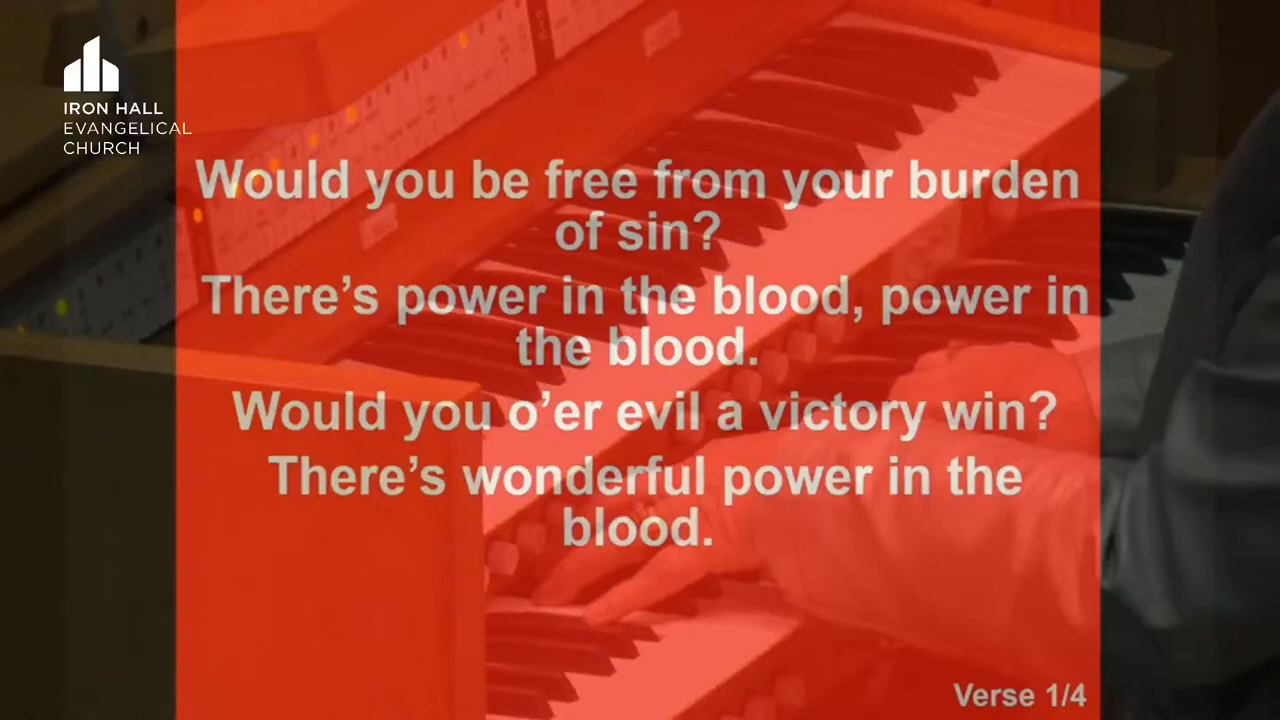 IRON HALL
EVANGELICAL
CHURCH
Would you be free from your burden
of sin?
There’s power in the blood, power in
the blood.
Would you o’er evil a victory win?
There’s wonderful power in the
blood.
Verse 1/4